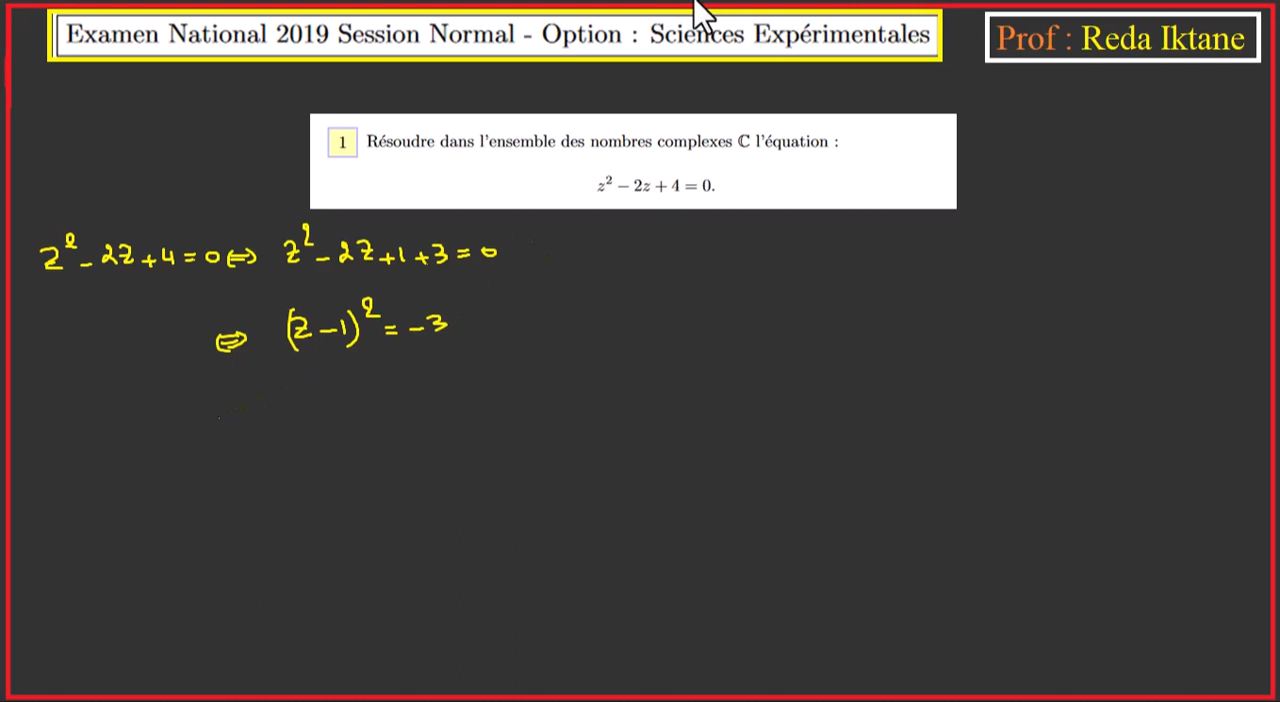 Examen National 2019 Session Normal - Option : Sciences Expérimentales
Prof : Reda Iktane
1 Résoudre dans l'ensemble des nombres complexes ℂ l'équation :
z² − 2z + 4 = 0.
z² - 2z + 4 = 0 ⇔ z² - 2z + 1 + 3 = 0
⇔ (z - 1)² = -3